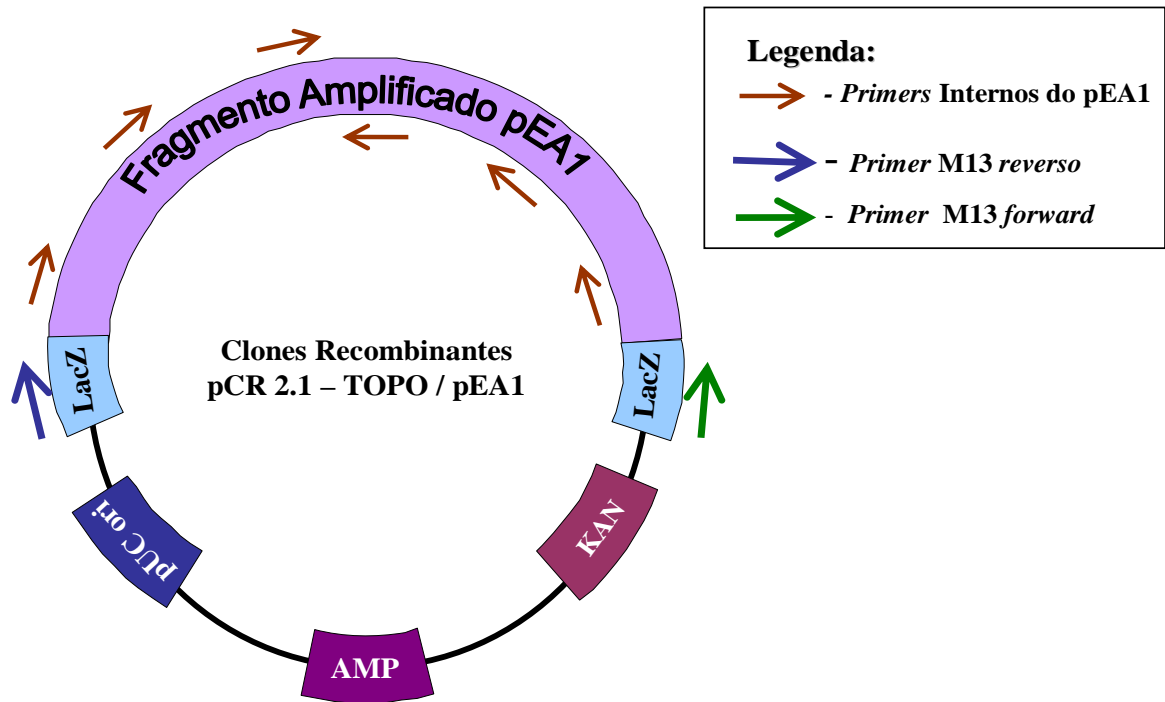 Fragmento Amplificado pEA1
Legenda:
- Primers Internos do pEA1
- Primer M13 reverso
- Primer M13 forward
Clones Recombinantes
pCR 2.1 – TOPO / pEA1
LacZ
LacZ
pUC ori
KAN
AMP